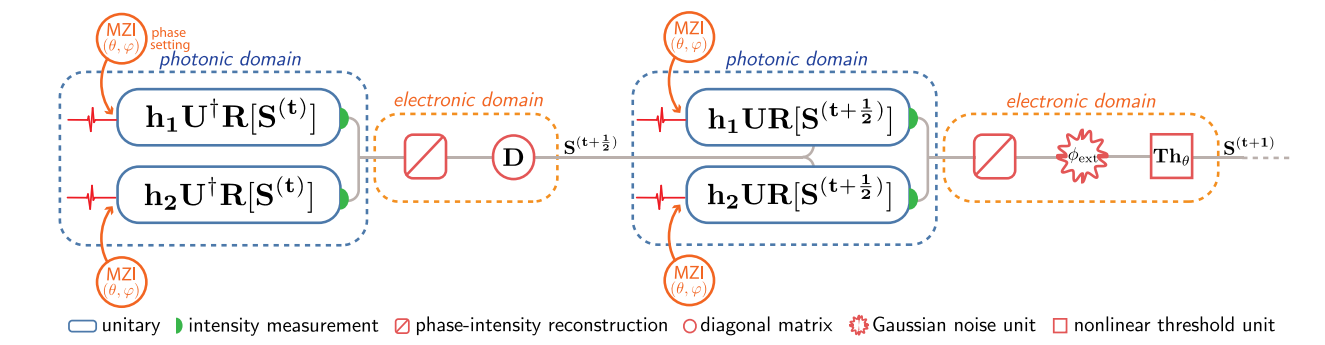 MZI
(θ, φ)
phase
setting
photonic domain
h₁U†R[S⁽ᵗ⁾]
h₂U†R[S⁽ᵗ⁾]
MZI
(θ, φ)
electronic domain
D
S^(t+1/2)
MZI
(θ, φ)
photonic domain
h₁UR[S^(t+1/2)]
h₂UR[S^(t+1/2)]
MZI
(θ, φ)
electronic domain
ϕ_ext
Th_θ
S^(t+1)
unitary intensity measurement phase-intensity reconstruction diagonal matrix Gaussian noise unit nonlinear threshold unit